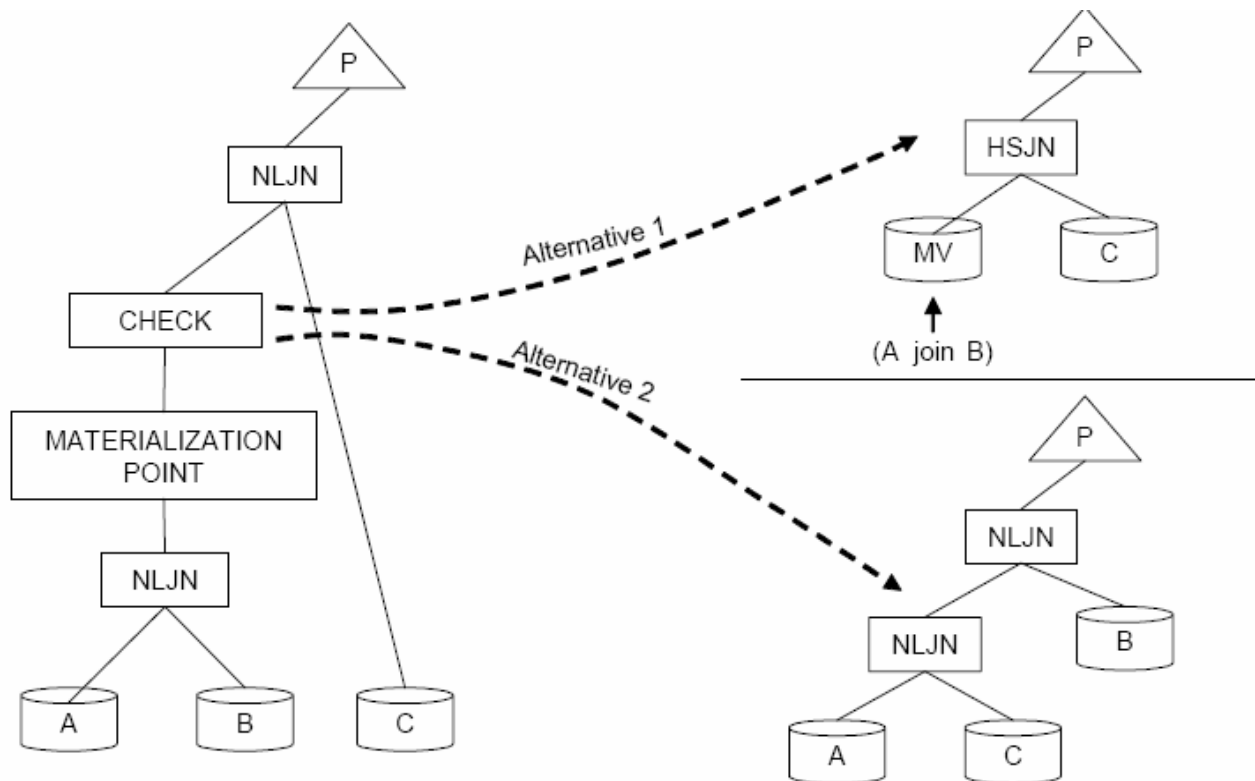 P
NLJN
CHECK
MATERIALIZATION
POINT
NLJN
A
B
C
Alternative 1
Alternative 2
P
HSJN
MV
C
(A join B)
P
NLJN
NLJN
B
A
C